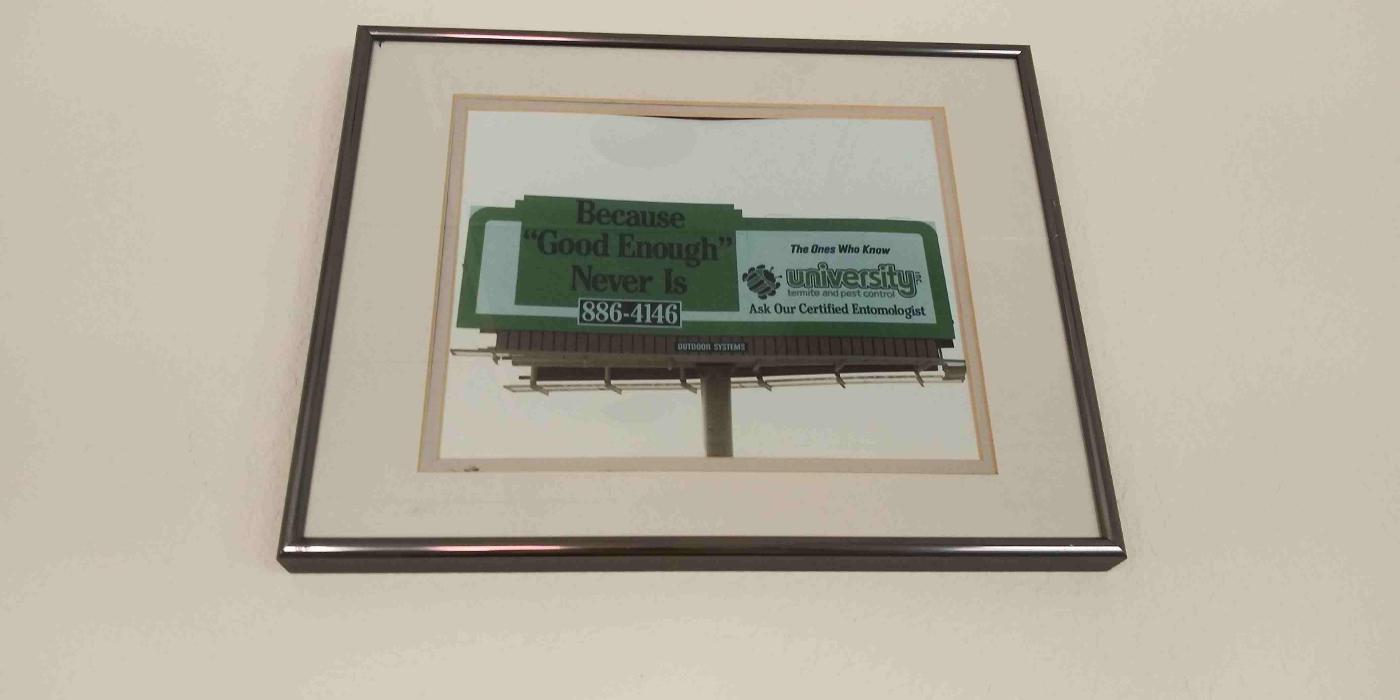 Because
“Good Enough”
Never Is
886-4146
The Ones Who Know
university
termite and pest control
Ask Our Certified Entomologist
OUTDOOR SYSTEMS